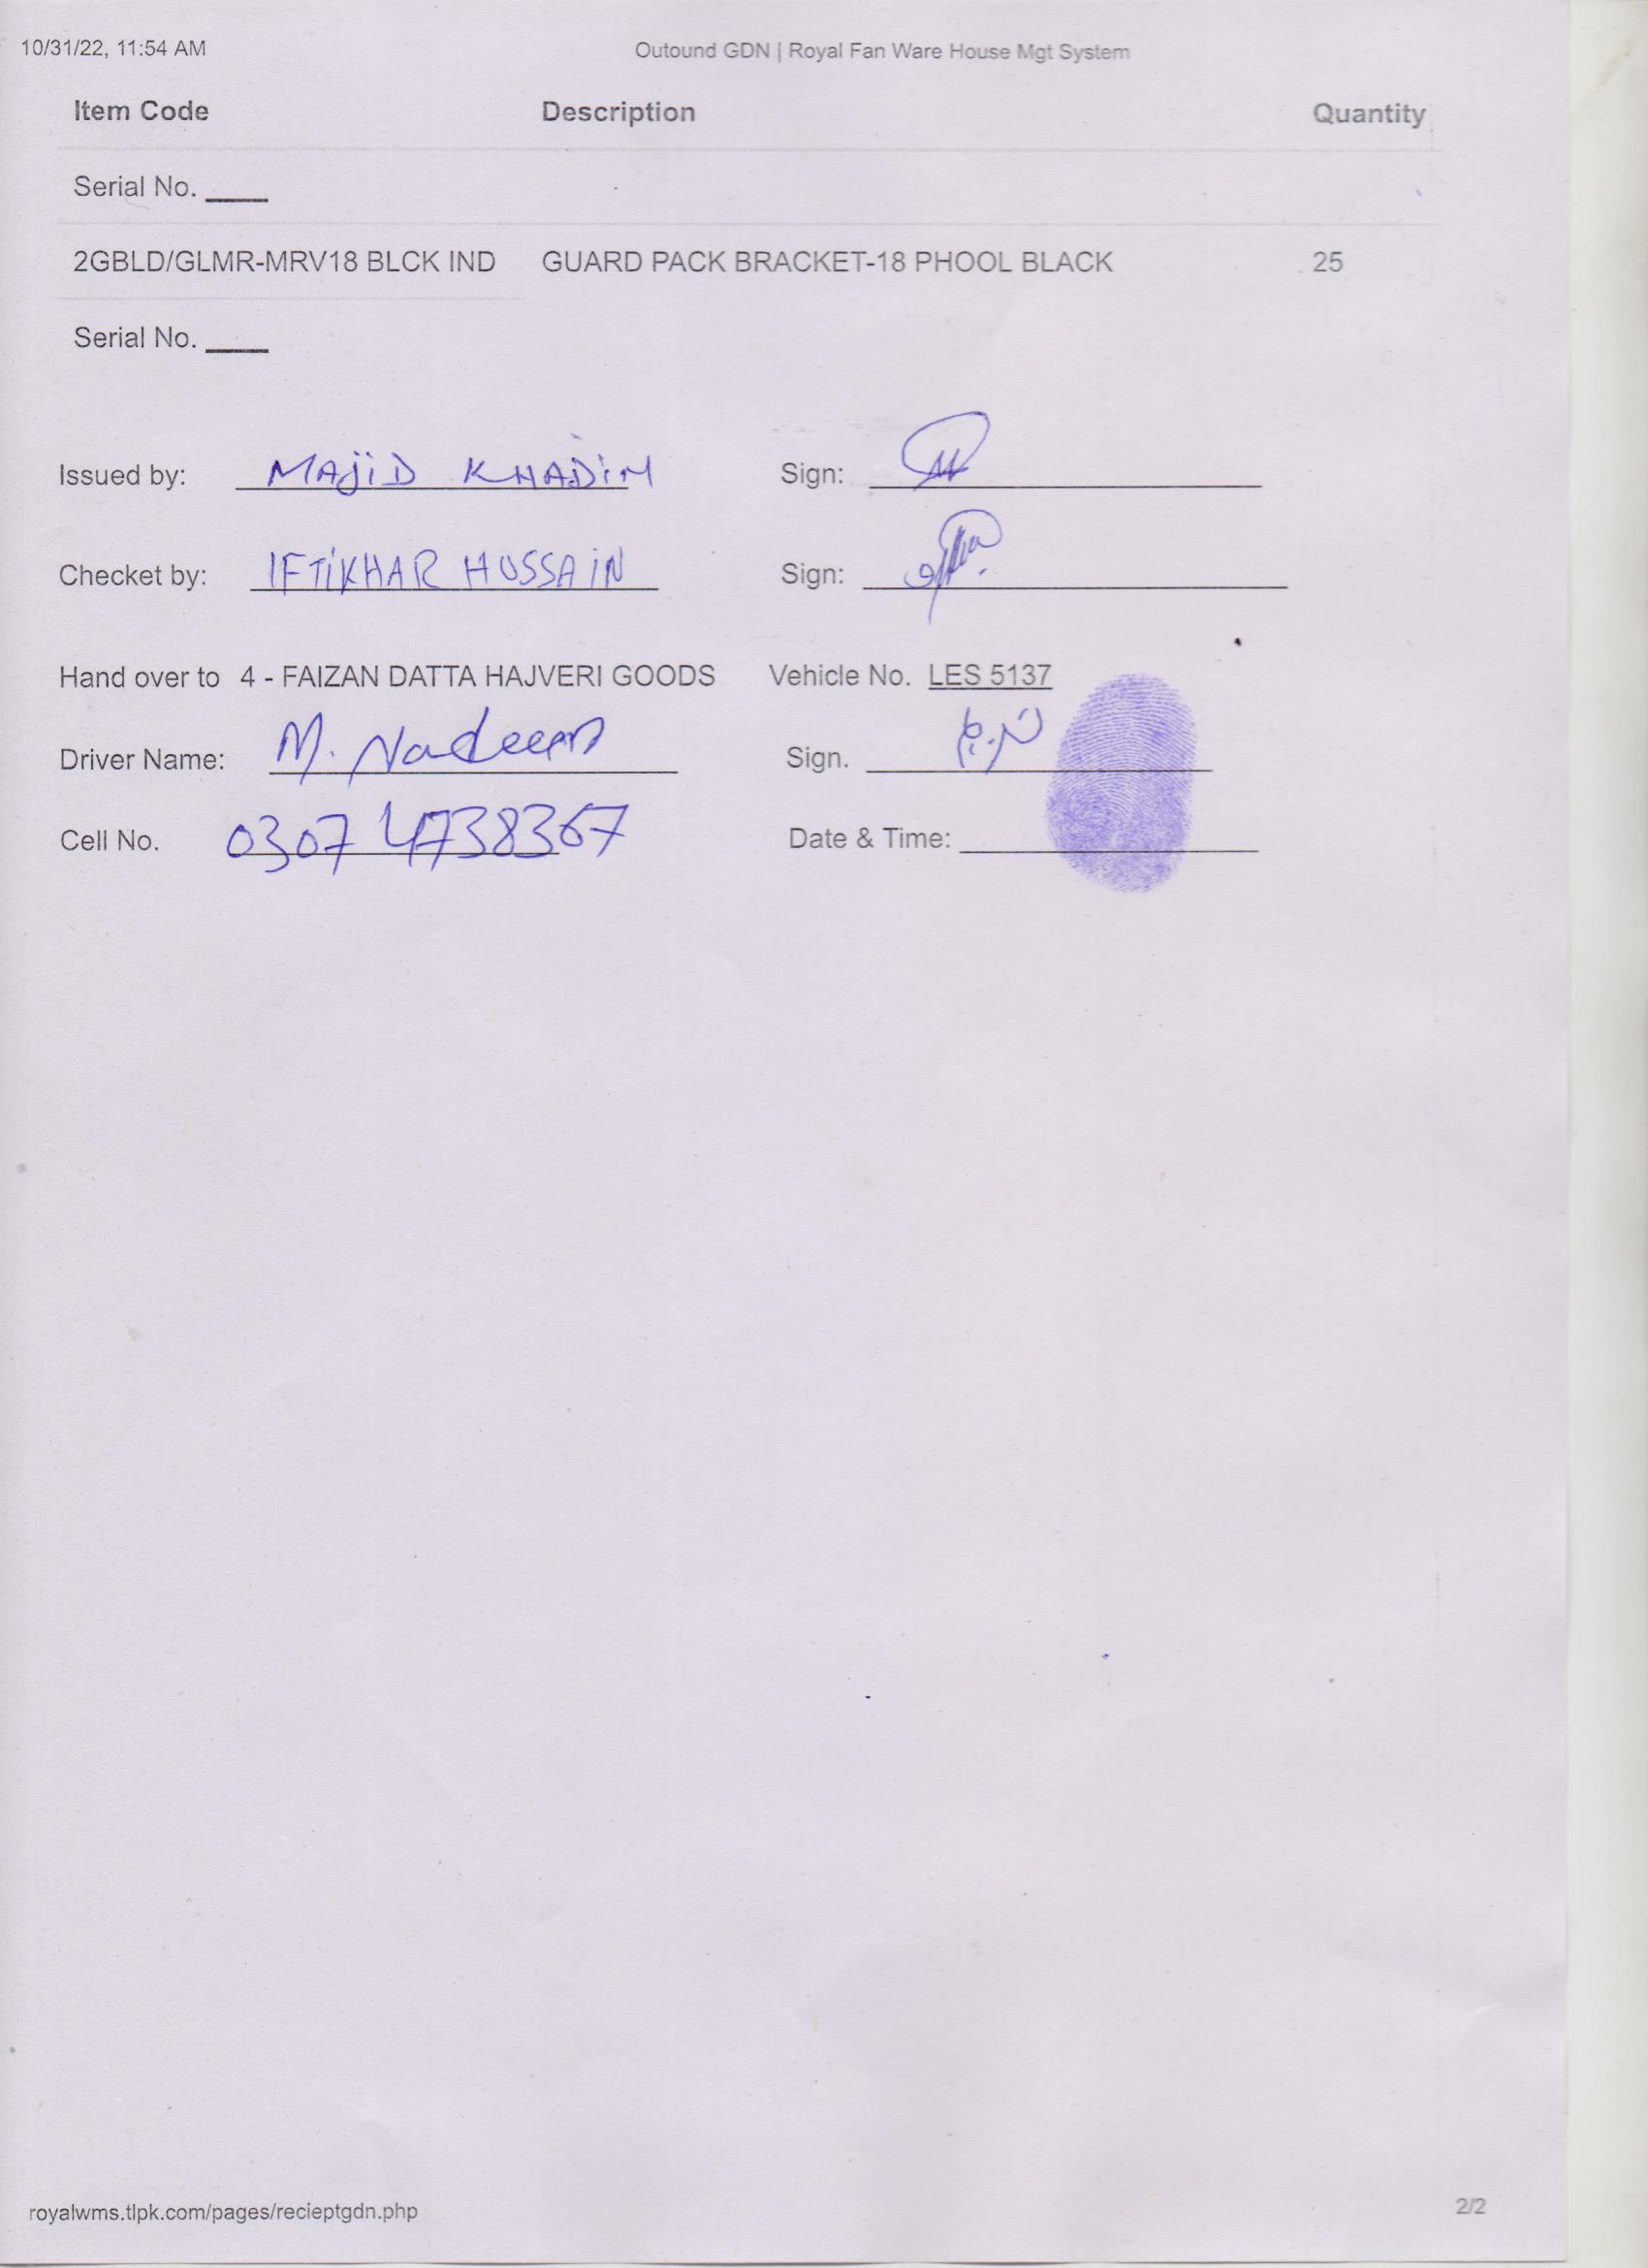 10/31/22, 11:54 AM Outound GDN | Royal Fan Ware House Mgt System
Item Code Description Quantity
Serial No. ____
2GBLD/GLMR-MRV18 BLCK IND GUARD PACK BRACKET-18 PHOOL BLACK 25
Serial No. ____
Issued by: MAJID KHADIM Sign:
Checket by: IFTIKHAR HUSSAIN Sign:
Hand over to 4 - FAIZAN DATTA HAJVERI GOODS Vehicle No. LES 5137
Driver Name: M. Nadeem Sign. ندیم
Cell No. 0307 4738367 Date & Time:
royalwms.tlpk.com/pages/recieptgdn.php 2/2